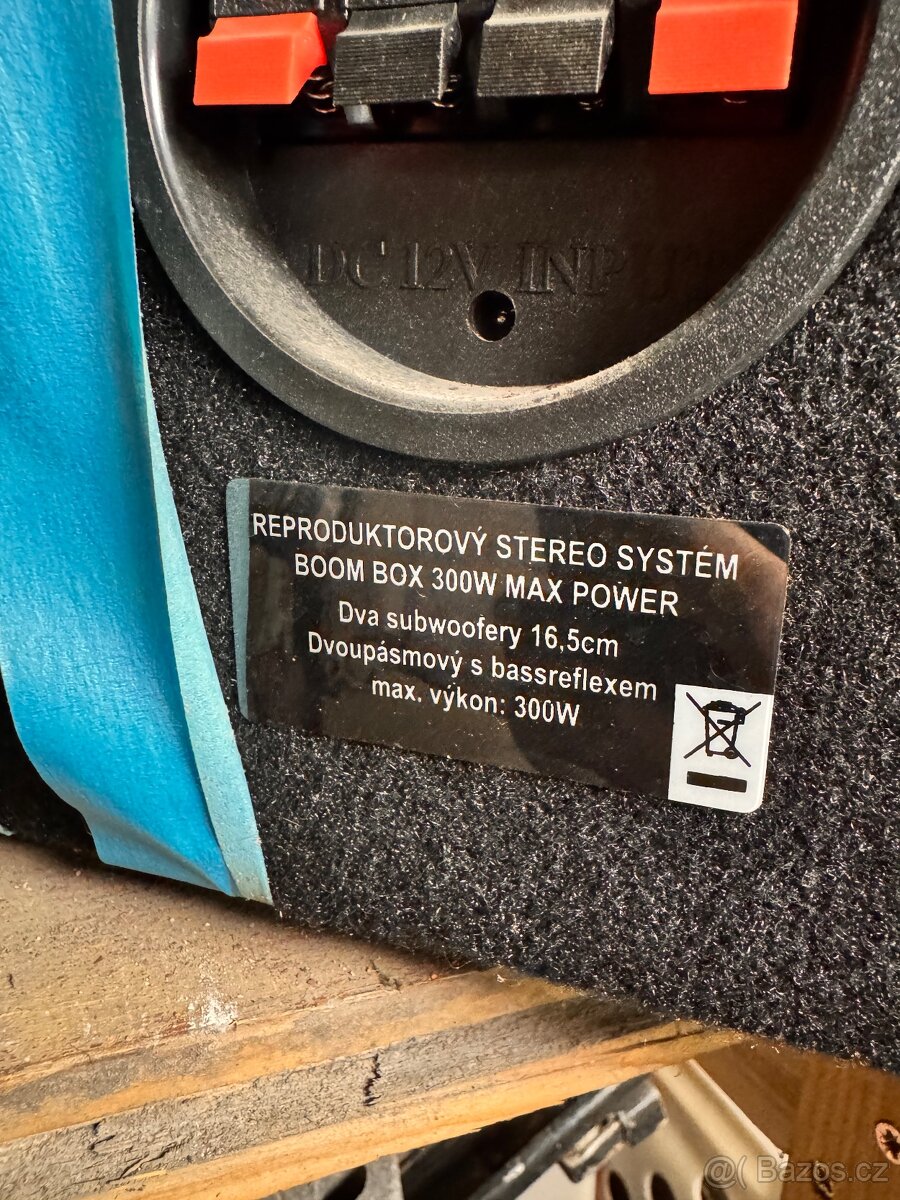 DC 12V INPUT
REPRODUKTOROVÝ STEREO SYSTÉM
BOOM BOX 300W MAX POWER
Dva subwoofery 16,5cm
Dvoupásmový s bassreflexem
max. výkon: 300W
@( Bazos.cz